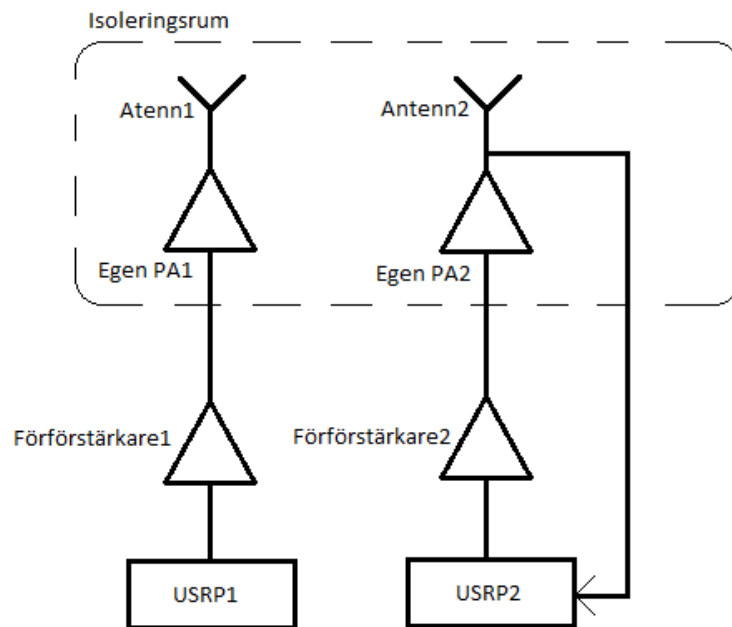 Isoleringsrum
Atenn1
Antenn2
Egen PA1
Egen PA2
Förförstärkare1
Förförstärkare2
USRP1
USRP2